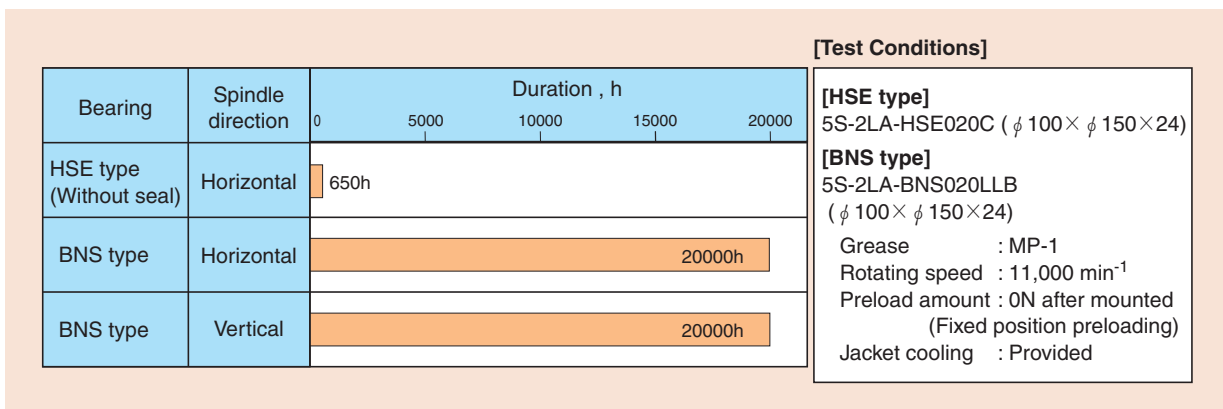 [Test Conditions]
Bearing
Spindle
direction
Duration , h
0 5000 10000 15000 20000
HSE type
(Without seal)
Horizontal
650h
BNS type
Horizontal
20000h
BNS type
Vertical
20000h
[HSE type]
5S-2LA-HSE020C (ϕ100×ϕ150×24)
[BNS type]
5S-2LA-BNS020LLB
(ϕ100×ϕ150×24)
Grease : MP-1
Rotating speed : 11,000 min⁻¹
Preload amount : 0N after mounted
(Fixed position preloading)
Jacket cooling : Provided